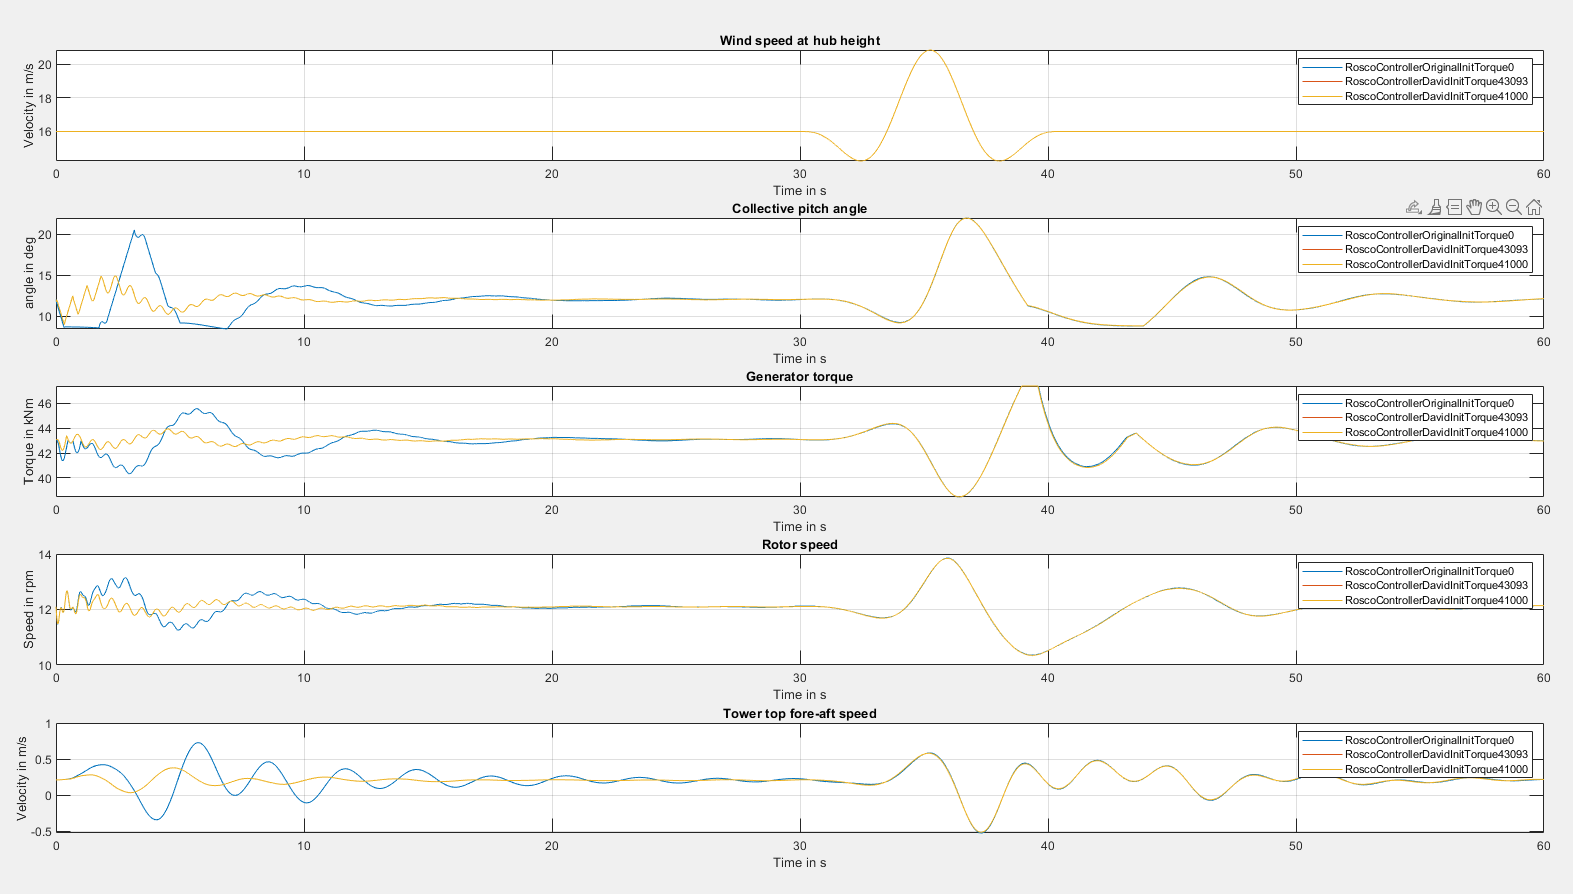 Wind speed at hub height
Velocity in m/s
20
18
16
RoscoControllerOriginalInitTorque0
RoscoControllerDavidInitTorque43093
RoscoControllerDavidInitTorque41000
0 10 20 30 40 50 60
Time in s
Collective pitch angle
angle in deg
20
15
10
RoscoControllerOriginalInitTorque0
RoscoControllerDavidInitTorque43093
RoscoControllerDavidInitTorque41000
0 10 20 30 40 50 60
Time in s
Generator torque
Torque in kNm
46
44
42
40
RoscoControllerOriginalInitTorque0
RoscoControllerDavidInitTorque43093
RoscoControllerDavidInitTorque41000
0 10 20 30 40 50 60
Time in s
Rotor speed
Speed in rpm
14
12
10
RoscoControllerOriginalInitTorque0
RoscoControllerDavidInitTorque43093
RoscoControllerDavidInitTorque41000
0 10 20 30 40 50 60
Time in s
Tower top fore-aft speed
Velocity in m/s
1
0.5
0
-0.5
RoscoControllerOriginalInitTorque0
RoscoControllerDavidInitTorque43093
RoscoControllerDavidInitTorque41000
0 10 20 30 40 50 60
Time in s